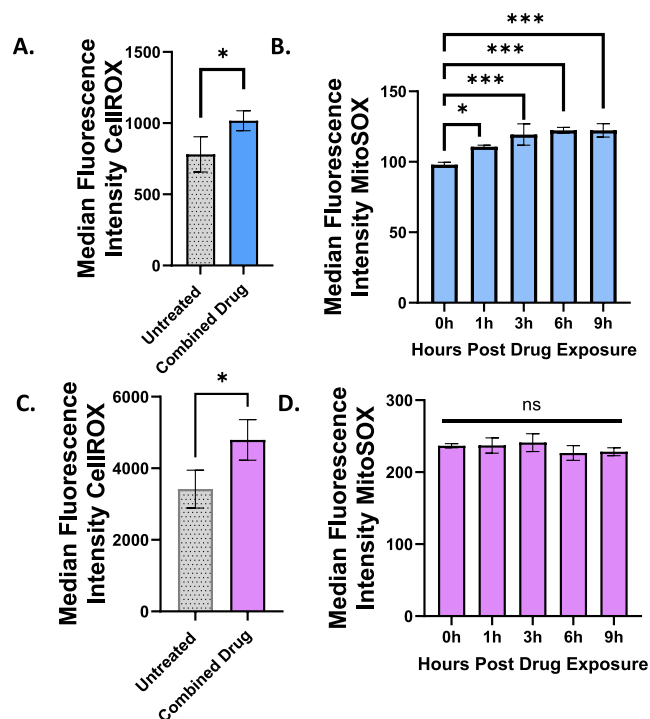 A.
Median Fluorescence
Intensity CellROX
1500
1000
500
0
*
Untreated
Combined Drug
B.
Median Fluorescence
Intensity MitoSOX
150
100
50
0
***
***
***
*
0h 1h 3h 6h 9h
Hours Post Drug Exposure
C.
Median Fluorescence
Intensity CellROX
6000
4000
2000
0
*
Untreated
Combined Drug
D.
Median Fluorescence
Intensity MitoSOX
300
200
100
0
ns
0h 1h 3h 6h 9h
Hours Post Drug Exposure